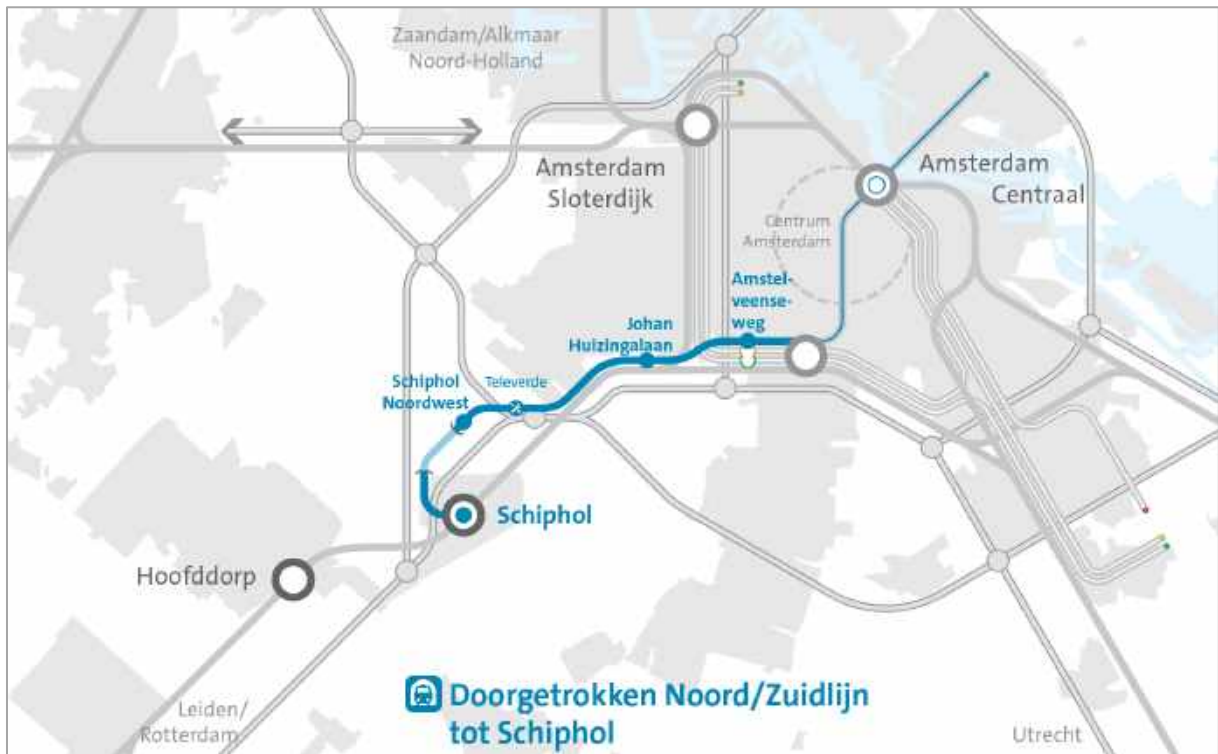 Zaandam/Alkmaar
Noord-Holland
Amsterdam
Sloterdijk
Amsterdam
Centraal
Centrum
Amsterdam
Amstel-
veense-
weg
Johan
Huizingalaan
Schiphol
Noordwest
Televerde
Schiphol
Hoofddorp
Doorgetrokken Noord/Zuidlijn
tot Schiphol
Leiden/
Rotterdam
Utrecht